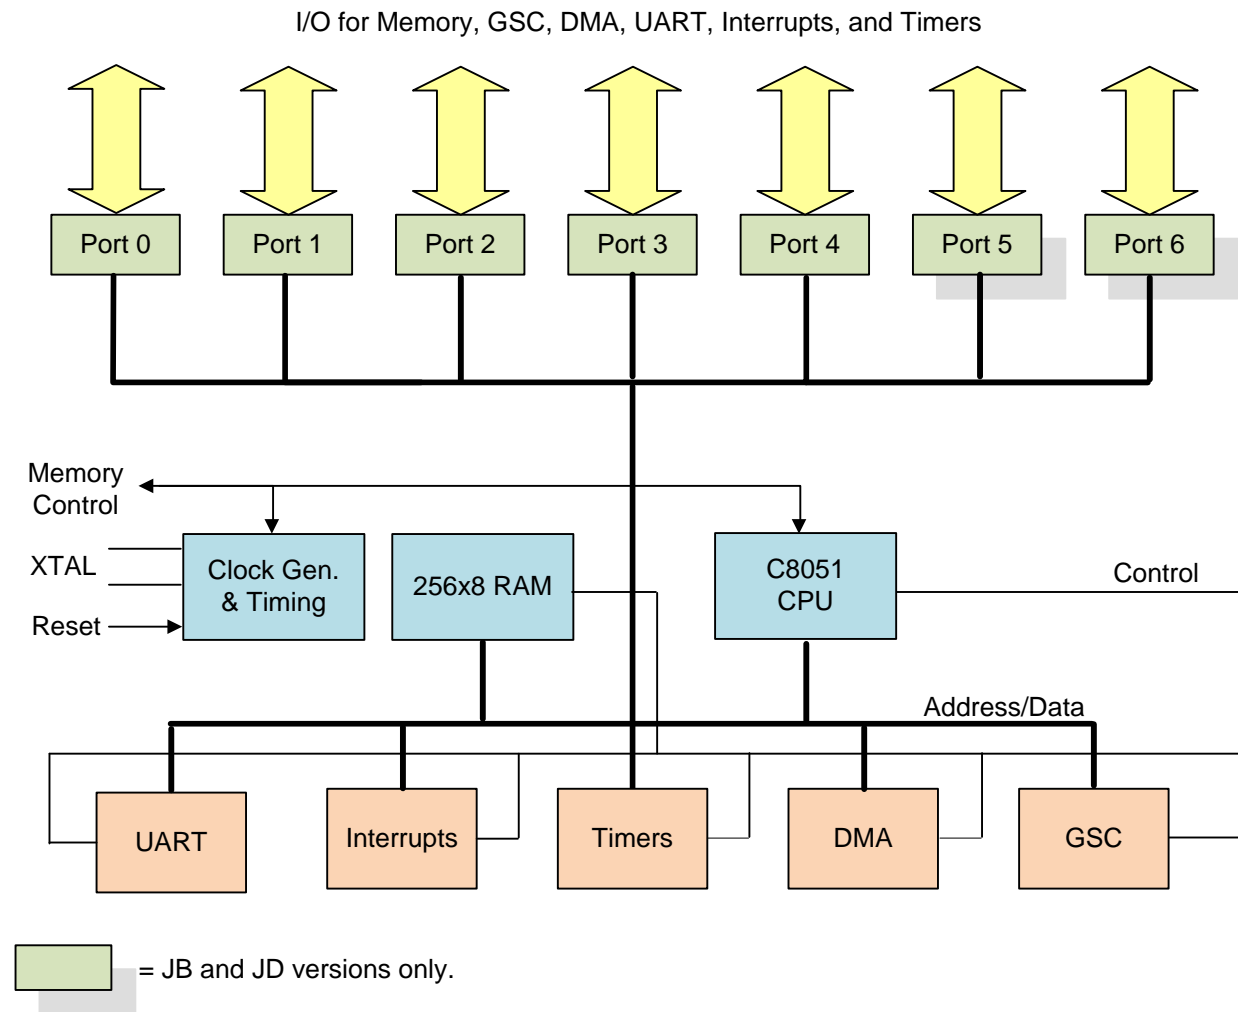 I/O for Memory, GSC, DMA, UART, Interrupts, and Timers
Port 0
Port 1
Port 2
Port 3
Port 4
Port 5
Port 6
Memory
Control
XTAL
Reset
Clock Gen.
& Timing
256x8 RAM
C8051
CPU
Control
Address/Data
UART
Interrupts
Timers
DMA
GSC
= JB and JD versions only.